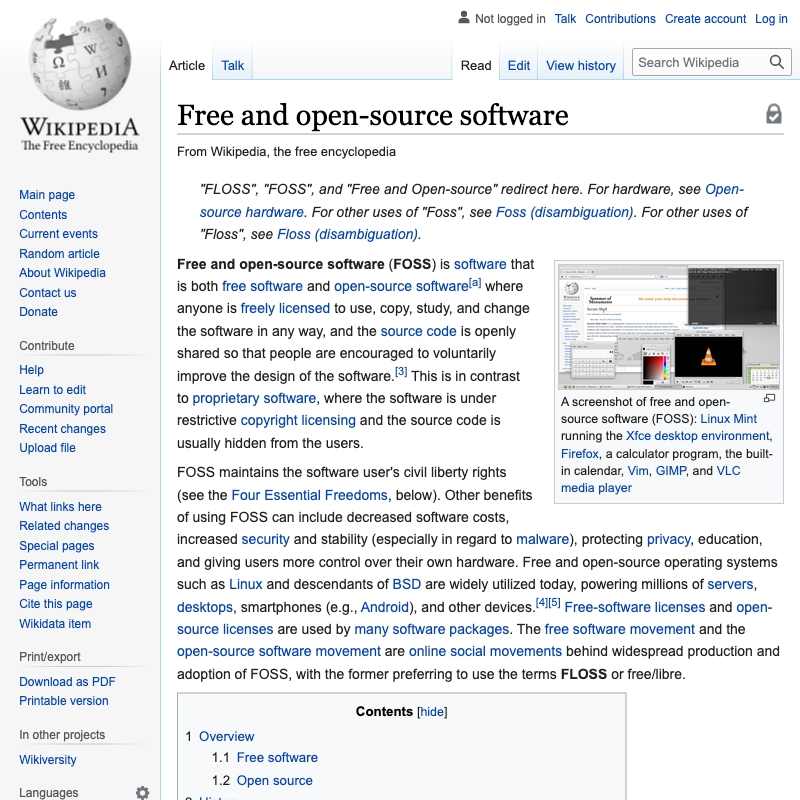 Not logged in Talk Contributions Create account Log in
Article Talk Read Edit View history Search Wikipedia
WIKIPEDIA
The Free Encyclopedia
Main page
Contents
Current events
Random article
About Wikipedia
Contact us
Donate
Contribute
Help
Learn to edit
Community portal
Recent changes
Upload file
Tools
What links here
Related changes
Special pages
Permanent link
Page information
Cite this page
Wikidata item
Print/export
Download as PDF
Printable version
In other projects
Wikiversity
Languages
Free and open-source software
From Wikipedia, the free encyclopedia
"FLOSS", "FOSS", and "Free and Open-source" redirect here. For hardware, see Open-
source hardware. For other uses of "Foss", see Foss (disambiguation). For other uses of
"Floss", see Floss (disambiguation).
Free and open-source software (FOSS) is software that
is both free software and open-source software[a] where
anyone is freely licensed to use, copy, study, and change
the software in any way, and the source code is openly
shared so that people are encouraged to voluntarily
improve the design of the software.[3] This is in contrast
to proprietary software, where the software is under
restrictive copyright licensing and the source code is
usually hidden from the users.
A screenshot of free and open-
source software (FOSS): Linux Mint
running the Xfce desktop environment,
Firefox, a calculator program, the built-
in calendar, Vim, GIMP, and VLC
media player
FOSS maintains the software user's civil liberty rights
(see the Four Essential Freedoms, below). Other benefits
of using FOSS can include decreased software costs,
increased security and stability (especially in regard to malware), protecting privacy, education,
and giving users more control over their own hardware. Free and open-source operating systems
such as Linux and descendants of BSD are widely utilized today, powering millions of servers,
desktops, smartphones (e.g., Android), and other devices.[4][5] Free-software licenses and open-
source licenses are used by many software packages. The free software movement and the
open-source software movement are online social movements behind widespread production and
adoption of FOSS, with the former preferring to use the terms FLOSS or free/libre.
Contents [hide]
1 Overview
1.1 Free software
1.2 Open source